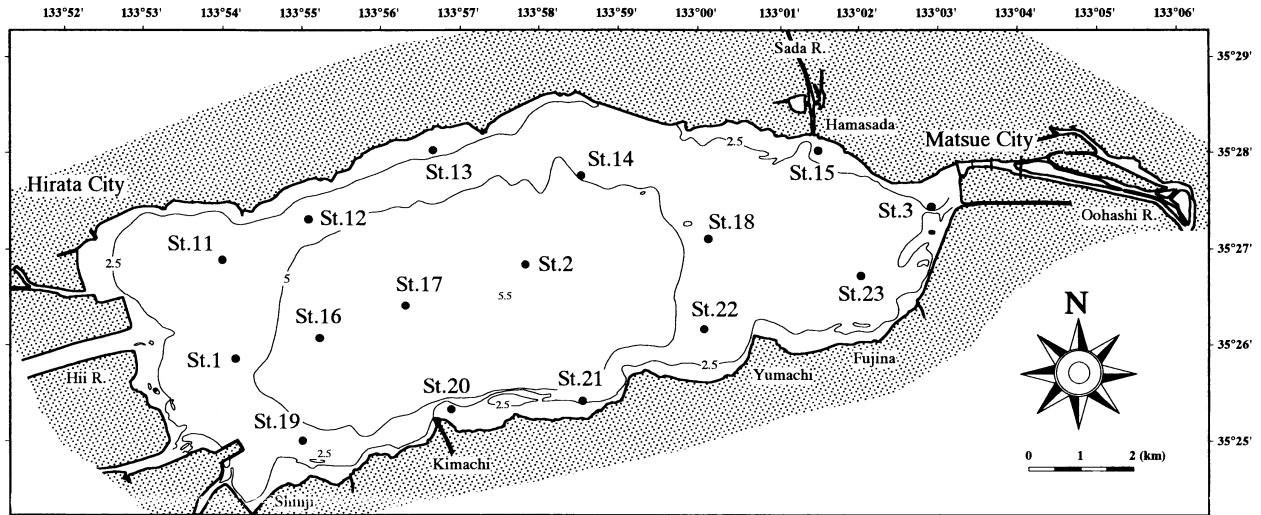 133°52' 133°53' 133°54' 133°55' 133°56' 133°57' 133°58' 133°59' 133°00' 133°01' 133°02' 133°03' 133°04' 133°05' 133°06'
Sada R.
35°29'
Hamasada
2.5
Matsue City
St.13
St.14
St.15
35°28'
Hirata City
St.12
St.3
Oohashi R.
St.11
St.18
2.5
5
St.2
35°27'
St.17
5.5
St.23
N
St.16
St.22
St.1
35°26'
Hii R.
Fujina
2.5
Yumachi
St.20
St.21
2.5
St.19
35°25'
2.5
Kimachi
0 1 2 (km)
Shinji